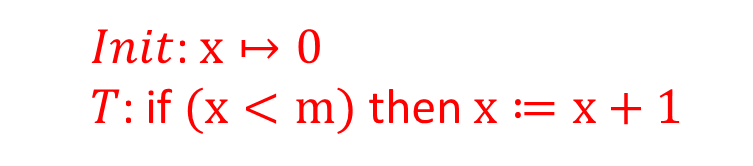 Init: x ↦ 0
T: if (x < m) then x ≔ x + 1